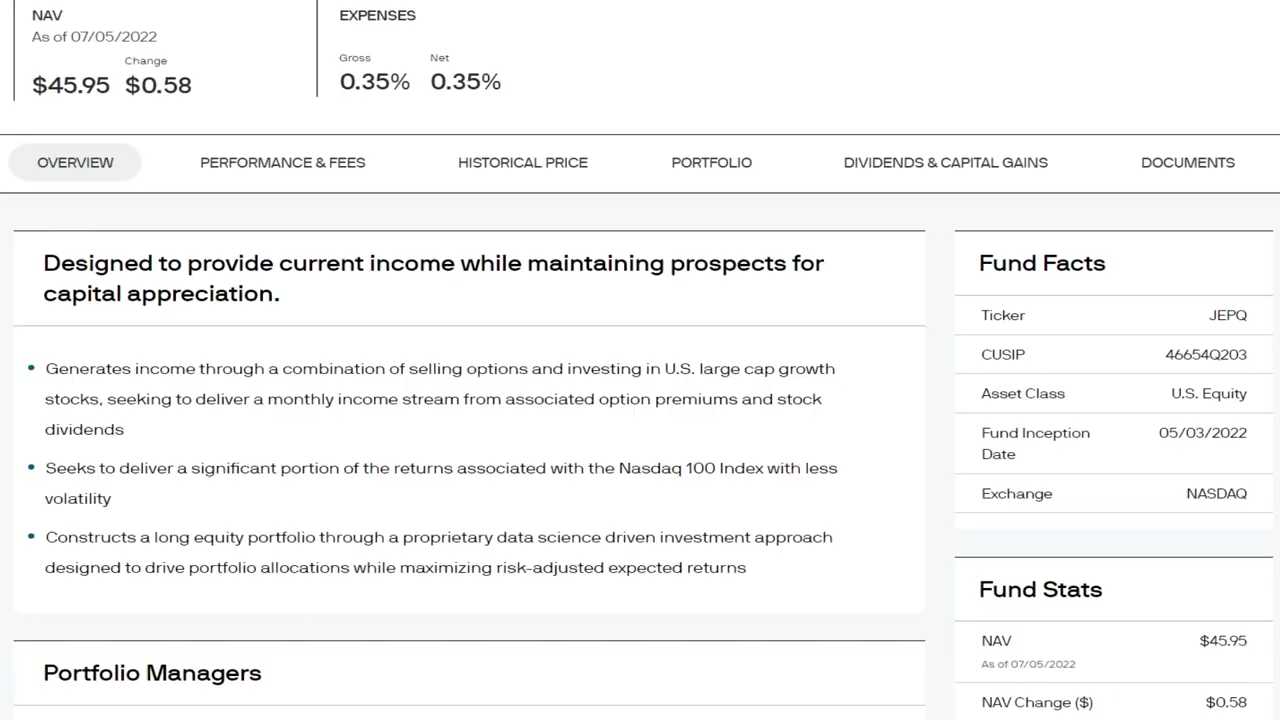 NAV
As of 07/05/2022
Change
$45.95 $0.58
EXPENSES
Gross Net
0.35% 0.35%
OVERVIEW PERFORMANCE & FEES HISTORICAL PRICE PORTFOLIO DIVIDENDS & CAPITAL GAINS DOCUMENTS
Designed to provide current income while maintaining prospects for
capital appreciation.
• Generates income through a combination of selling options and investing in U.S. large cap growth
stocks, seeking to deliver a monthly income stream from associated option premiums and stock
dividends
• Seeks to deliver a significant portion of the returns associated with the Nasdaq 100 Index with less
volatility
• Constructs a long equity portfolio through a proprietary data science driven investment approach
designed to drive portfolio allocations while maximizing risk-adjusted expected returns
Portfolio Managers
Fund Facts
Ticker JEPQ
CUSIP 46654Q203
Asset Class U.S. Equity
Fund Inception 05/03/2022
Date
Exchange NASDAQ
Fund Stats
NAV $45.95
As of 07/05/2022
NAV Change ($) $0.58